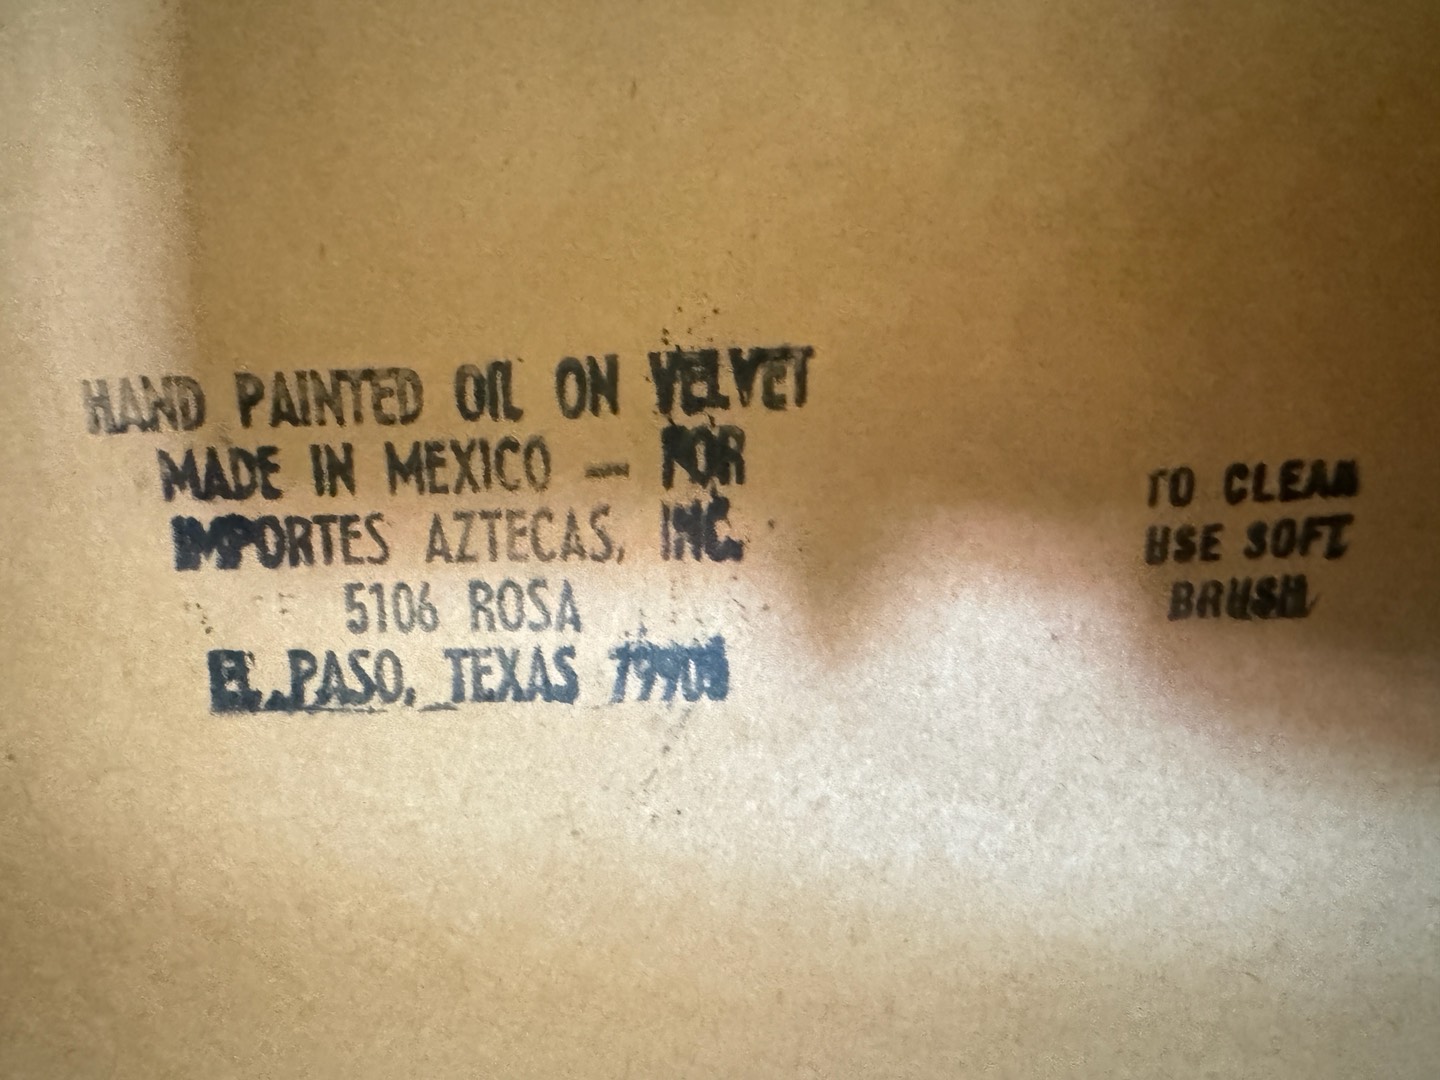 HAND PAINTED OIL ON VELVET
MADE IN MEXICO — FOR
IMPORTES AZTECAS, INC.
5106 ROSA
EL PASO, TEXAS
TO CLEAN
USE SOFT
BRUSH